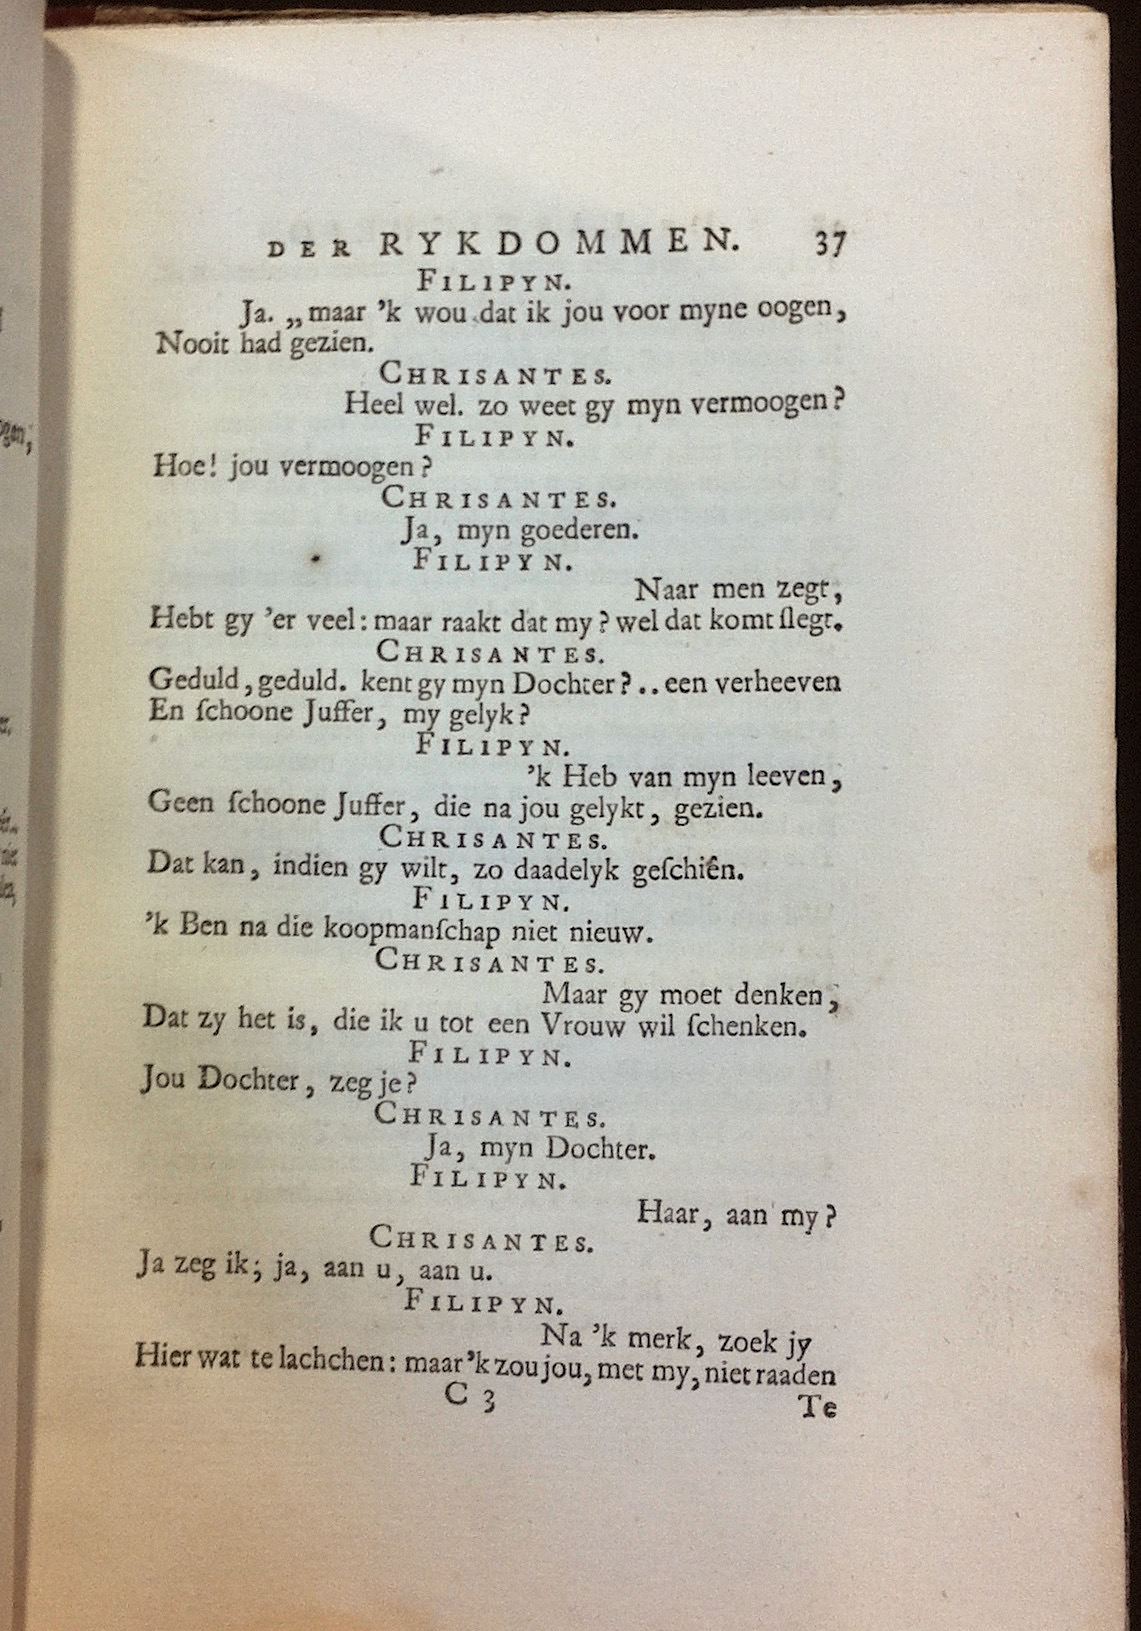 DER RYKDOMMEN. 37
FILIPYN.
Ja. „maar ’k wou dat ik jou voor myne oogen,
Nooit had gezien.
CHRISANTES.
Heel wel. zo weet gy myn vermoogen?
FILIPYN.
Hoe! jou vermoogen?
CHRISANTES.
Ja, myn goederen.
FILIPYN.
Naar men zegt,
Hebt gy ’er veel: maar raakt dat my? wel dat komt ſlegt.
CHRISANTES.
Geduld, geduld. kent gy myn Dochter?..een verheeven
En ſchoone Juffer, my gelyk?
FILIPYN.
’k Heb van myn leeven,
Geen ſchoone Juffer, die na jou gelykt, gezien.
CHRISANTES.
Dat kan, indien gy wilt, zo daadelyk geſchiên.
FILIPYN.
’k Ben na die koopmanſchap niet nieuw.
CHRISANTES.
Maar gy moet denken,
Dat zy het is, die ik u tot een Vrouw wil ſchenken.
FILIPYN.
Jou Dochter, zeg je?
CHRISANTES.
Ja, myn Dochter.
FILIPYN.
Haar, aan my?
CHRISANTES.
Ja zeg ik; ja, aan u, aan u.
FILIPYN.
Na ’k merk, zoek jy
Hier wat te lachchen: maar ’k zou jou, met my, niet raaden
C 3 Te